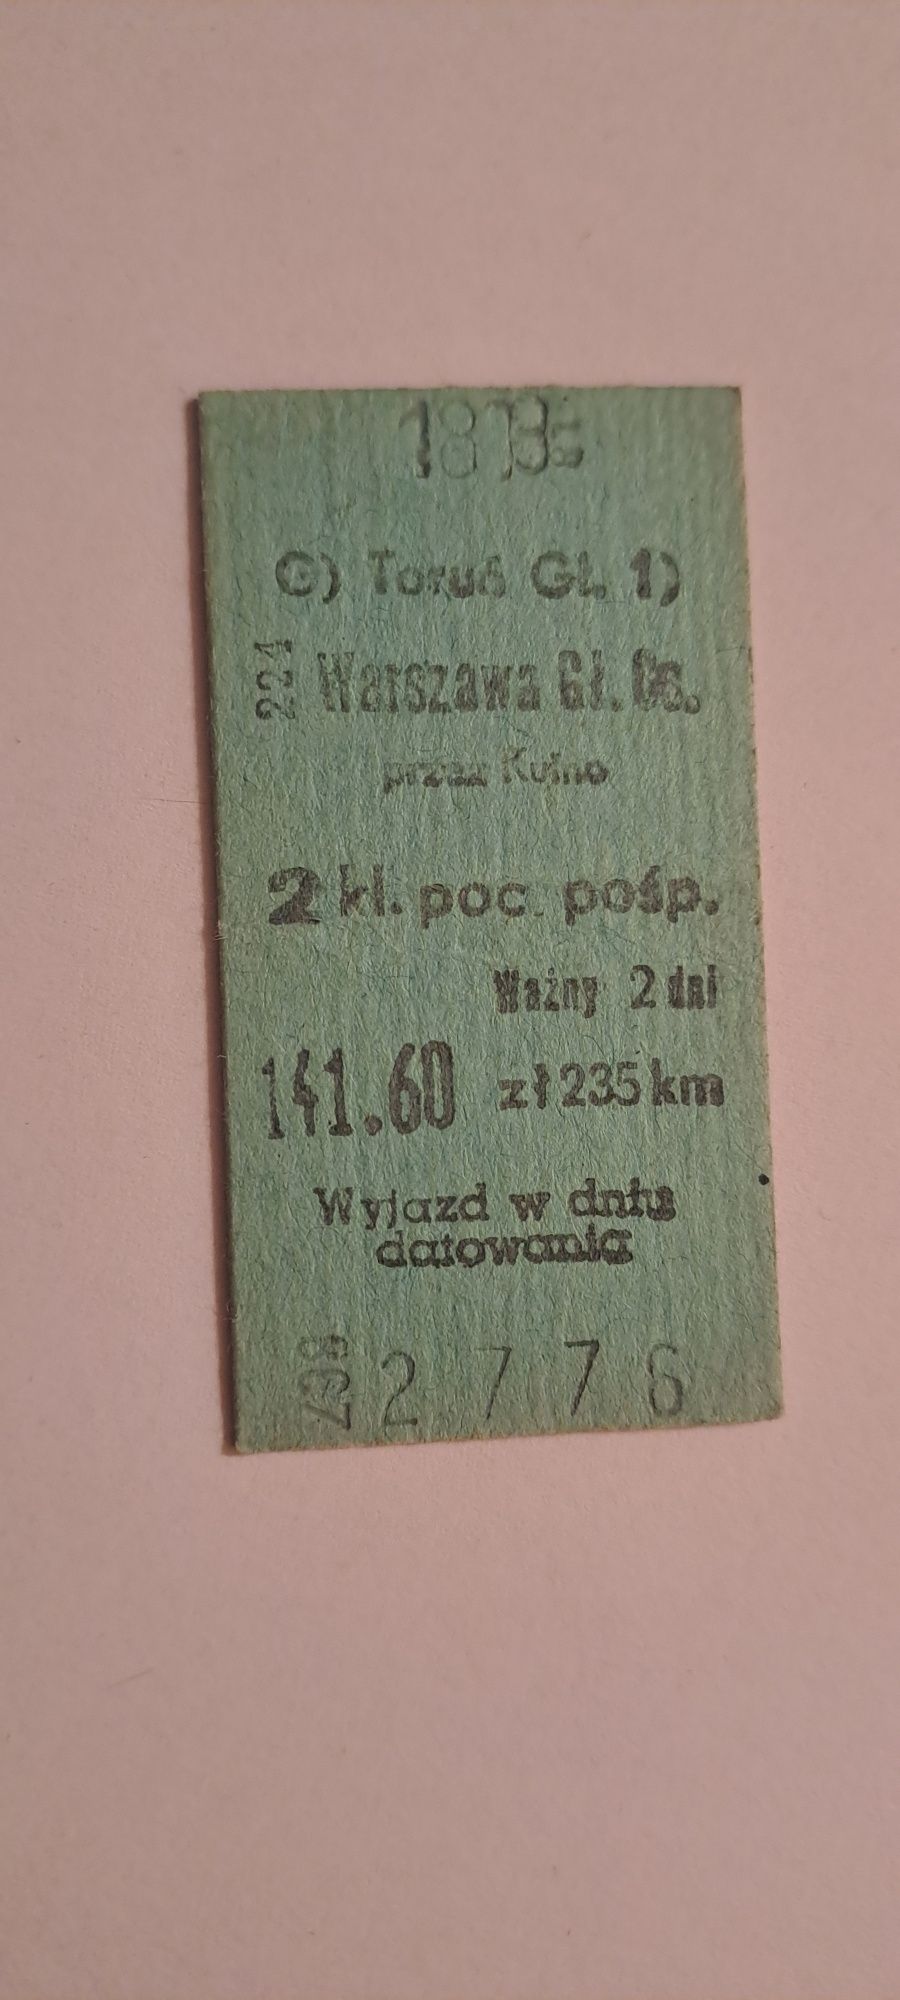 G) Toruń Gł. 1)
224
Warszawa Gł. Os.
przez Kutno
2 kl. poc. pośp.
Ważny 2 dni
141.60 zł 235 km
Wyjazd w dniu
datowania
2776